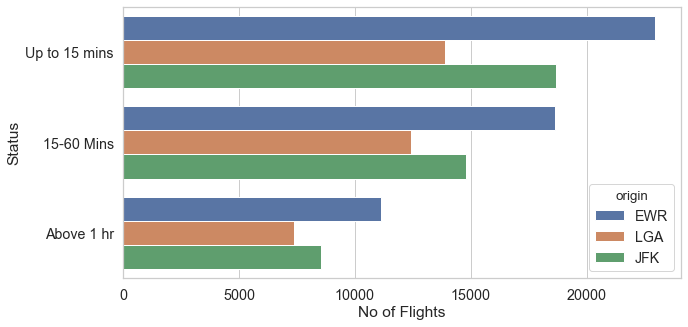 Up to 15 mins
15-60 Mins
Above 1 hr
Status
origin
EWR
LGA
JFK
0 5000 10000 15000 20000
No of Flights